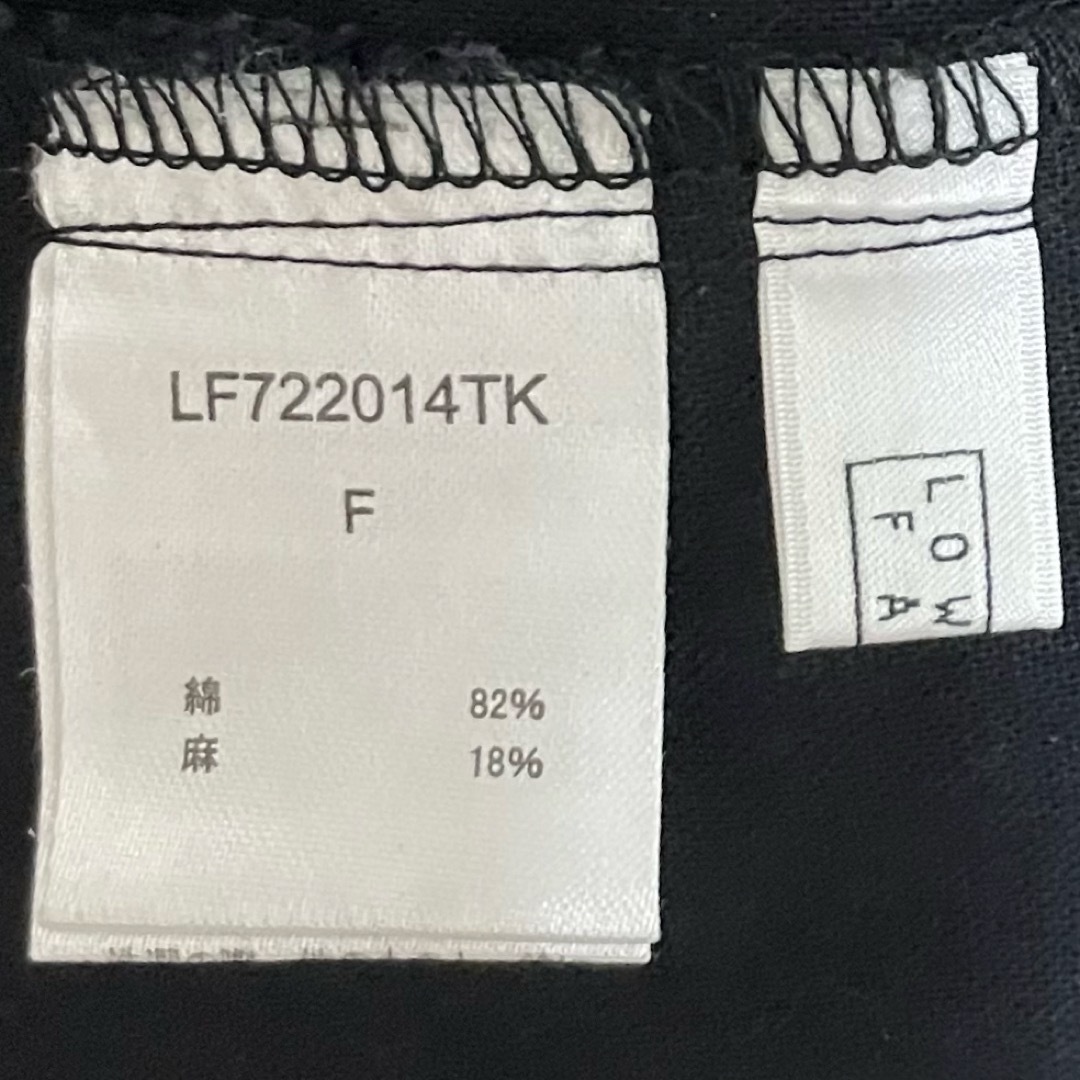 LF722014TK
F
綿 82%
麻 18%
LOW
FA